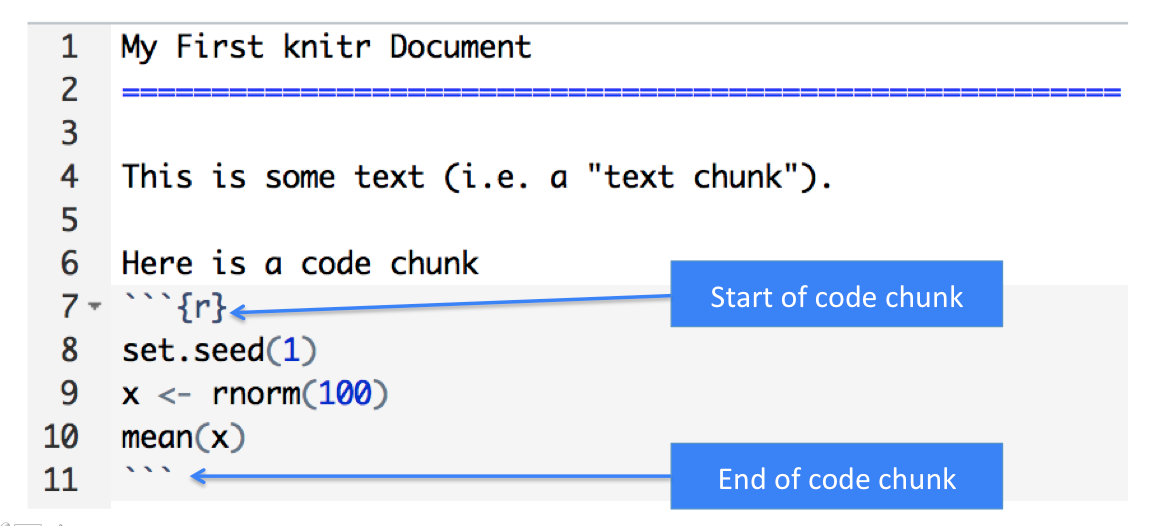 1 My First knitr Document
2 ========================================================
3
4 This is some text (i.e. a "text chunk").
5
6 Here is a code chunk
7 ```{r}
Start of code chunk
8 set.seed(1)
9 x <- rnorm(100)
10 mean(x)
11 ```
End of code chunk